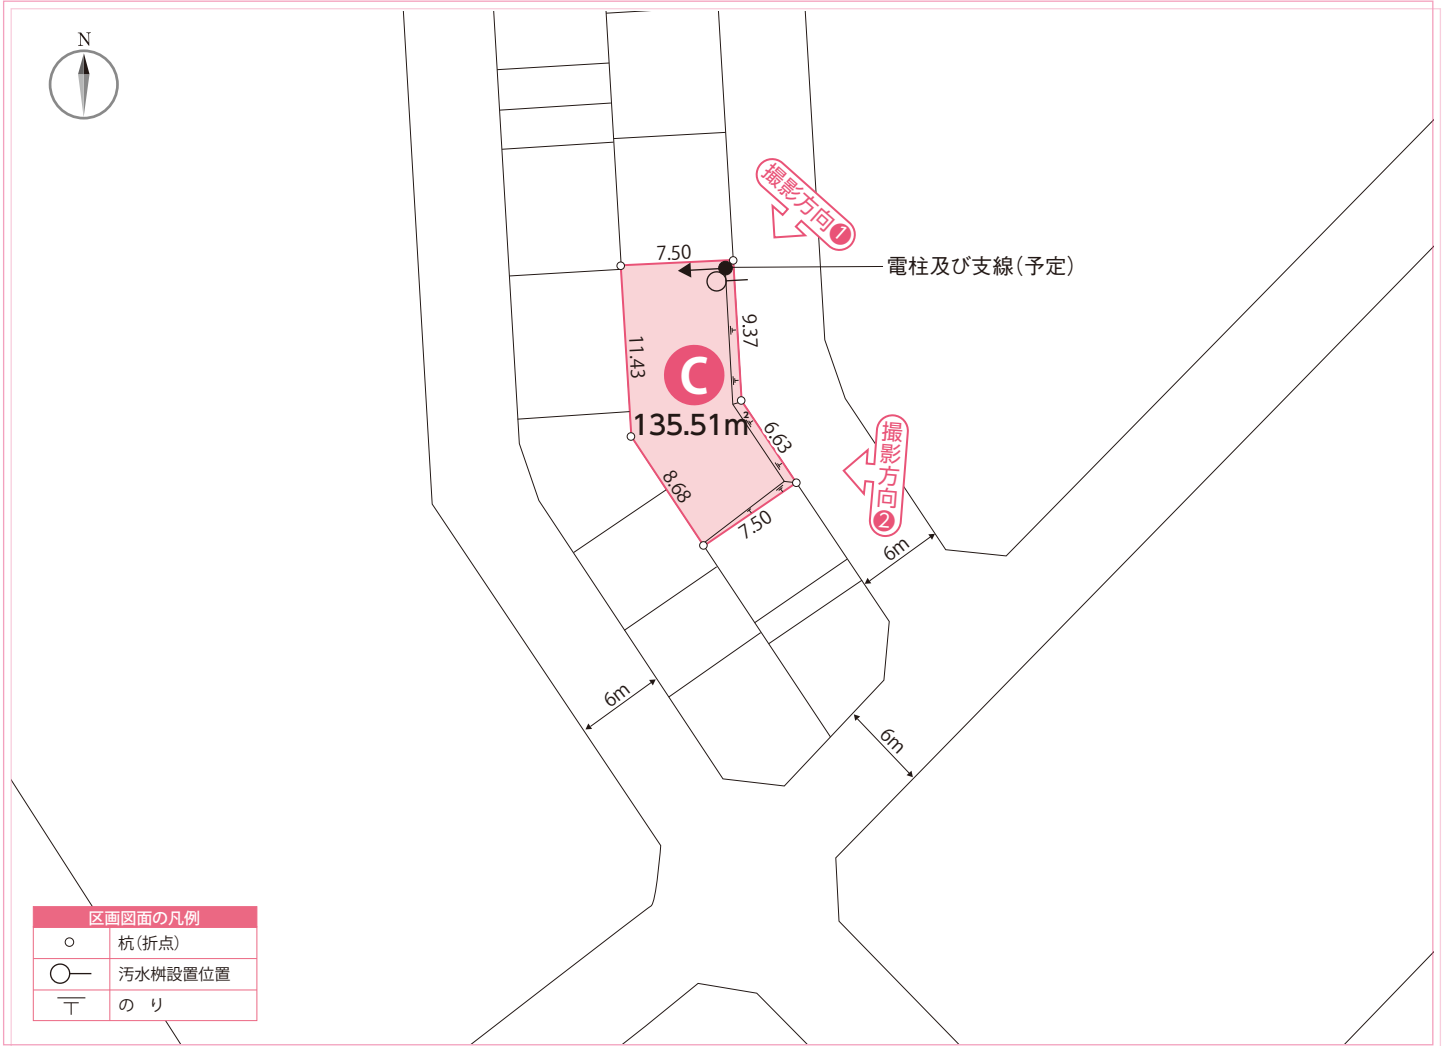 N
撮影方向1
7.50
電柱及び支線(予定)
9.37
11.43
C
135.51㎡
6.63
撮影方向2
8.68
7.50
6m
6m
6m
区画図面の凡例
杭(折点)
汚水桝設置位置
のり